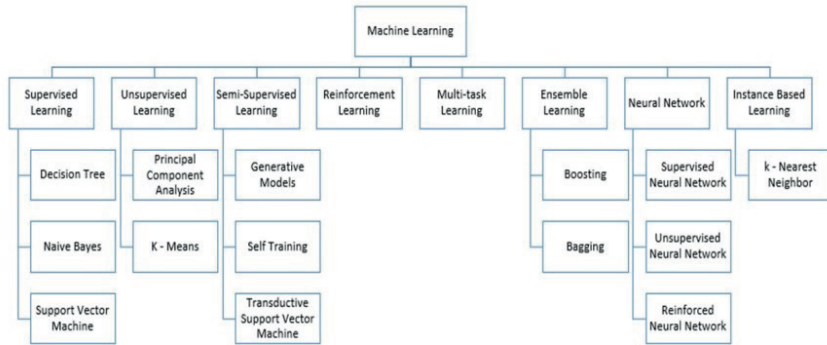 Machine Learning
Supervised
Learning
Unsupervised
Learning
Semi-Supervised
Learning
Reinforcement
Learning
Multi-task
Learning
Ensemble
Learning
Neural Network
Instance Based
Learning
Decision Tree
Principal
Component
Analysis
Generative
Models
Boosting
Supervised
Neural Network
k - Nearest
Neighbor
Naive Bayes
K - Means
Self Training
Bagging
Unsupervised
Neural Network
Support Vector
Machine
Transductive
Support Vector
Machine
Reinforced
Neural Network